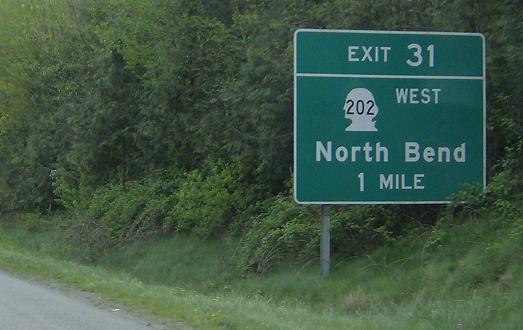 EXIT 31
202 WEST
North Bend
1 MILE